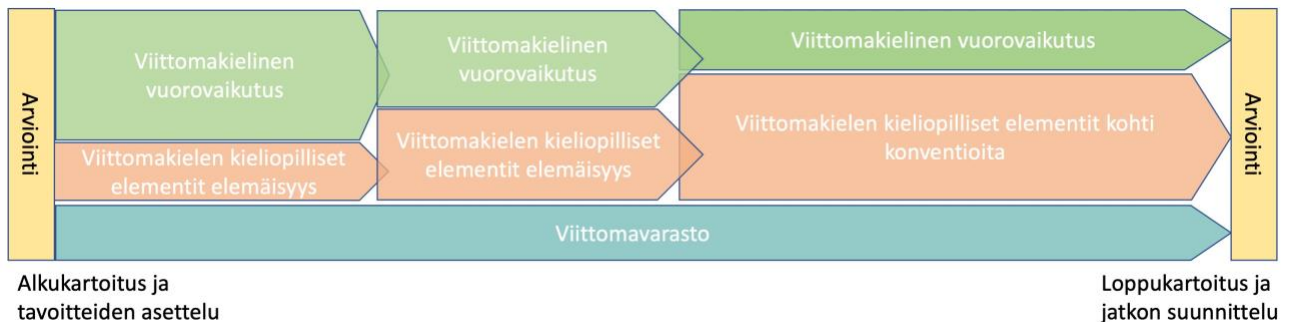 Arviointi
Viittomakielinen
vuorovaikutus
Viittomakielen kieliopilliset
elementit elemäisyys
Viittomakielinen
vuorovaikutus
Viittomakielen kieliopilliset
elementit elemäisyys
Viittomakielinen vuorovaikutus
Viittomakielen kieliopilliset elementit kohti
konventioita
Viittomavarasto
Arviointi
Alkukartoitus ja
tavoitteiden asettelu
Loppukartoitus ja
jatkon suunnittelu